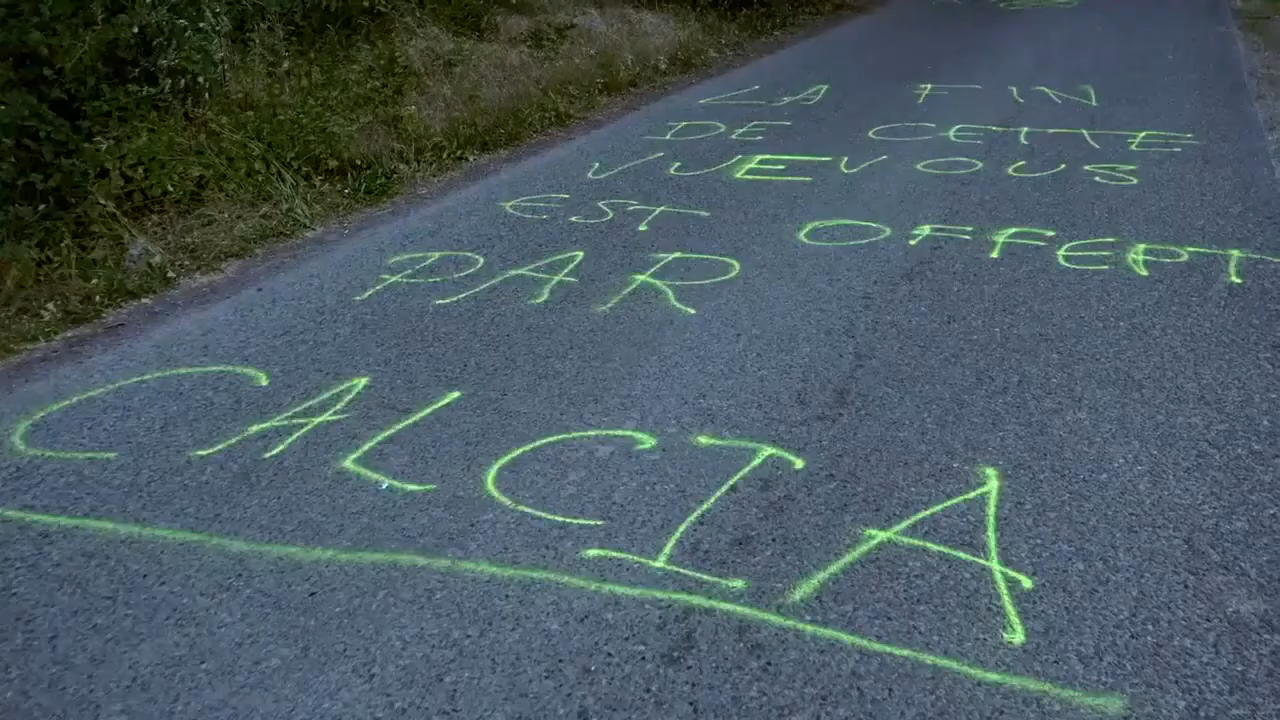 LA FIN
DE CETTE
VUE VOUS
EST OFFERT
PAR
CALCIA